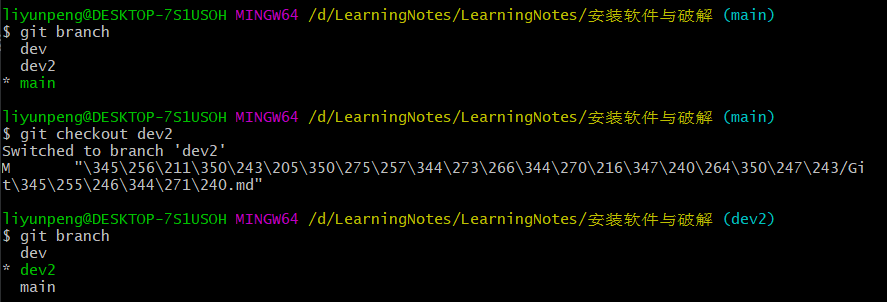 liyunpeng@DESKTOP-7S1USOH MINGW64 /d/LearningNotes/LearningNotes/安装软件与破解 (main)
$ git branch
  dev
  dev2
* main
liyunpeng@DESKTOP-7S1USOH MINGW64 /d/LearningNotes/LearningNotes/安装软件与破解 (main)
$ git checkout dev2
Switched to branch 'dev2'
M       "\345\256\211\350\243\205\350\275\257\344\273\266\344\270\216\347\240\264\350\247\243/Gi
t\345\255\246\344\271\240.md"
liyunpeng@DESKTOP-7S1USOH MINGW64 /d/LearningNotes/LearningNotes/安装软件与破解 (dev2)
$ git branch
  dev
* dev2
  main